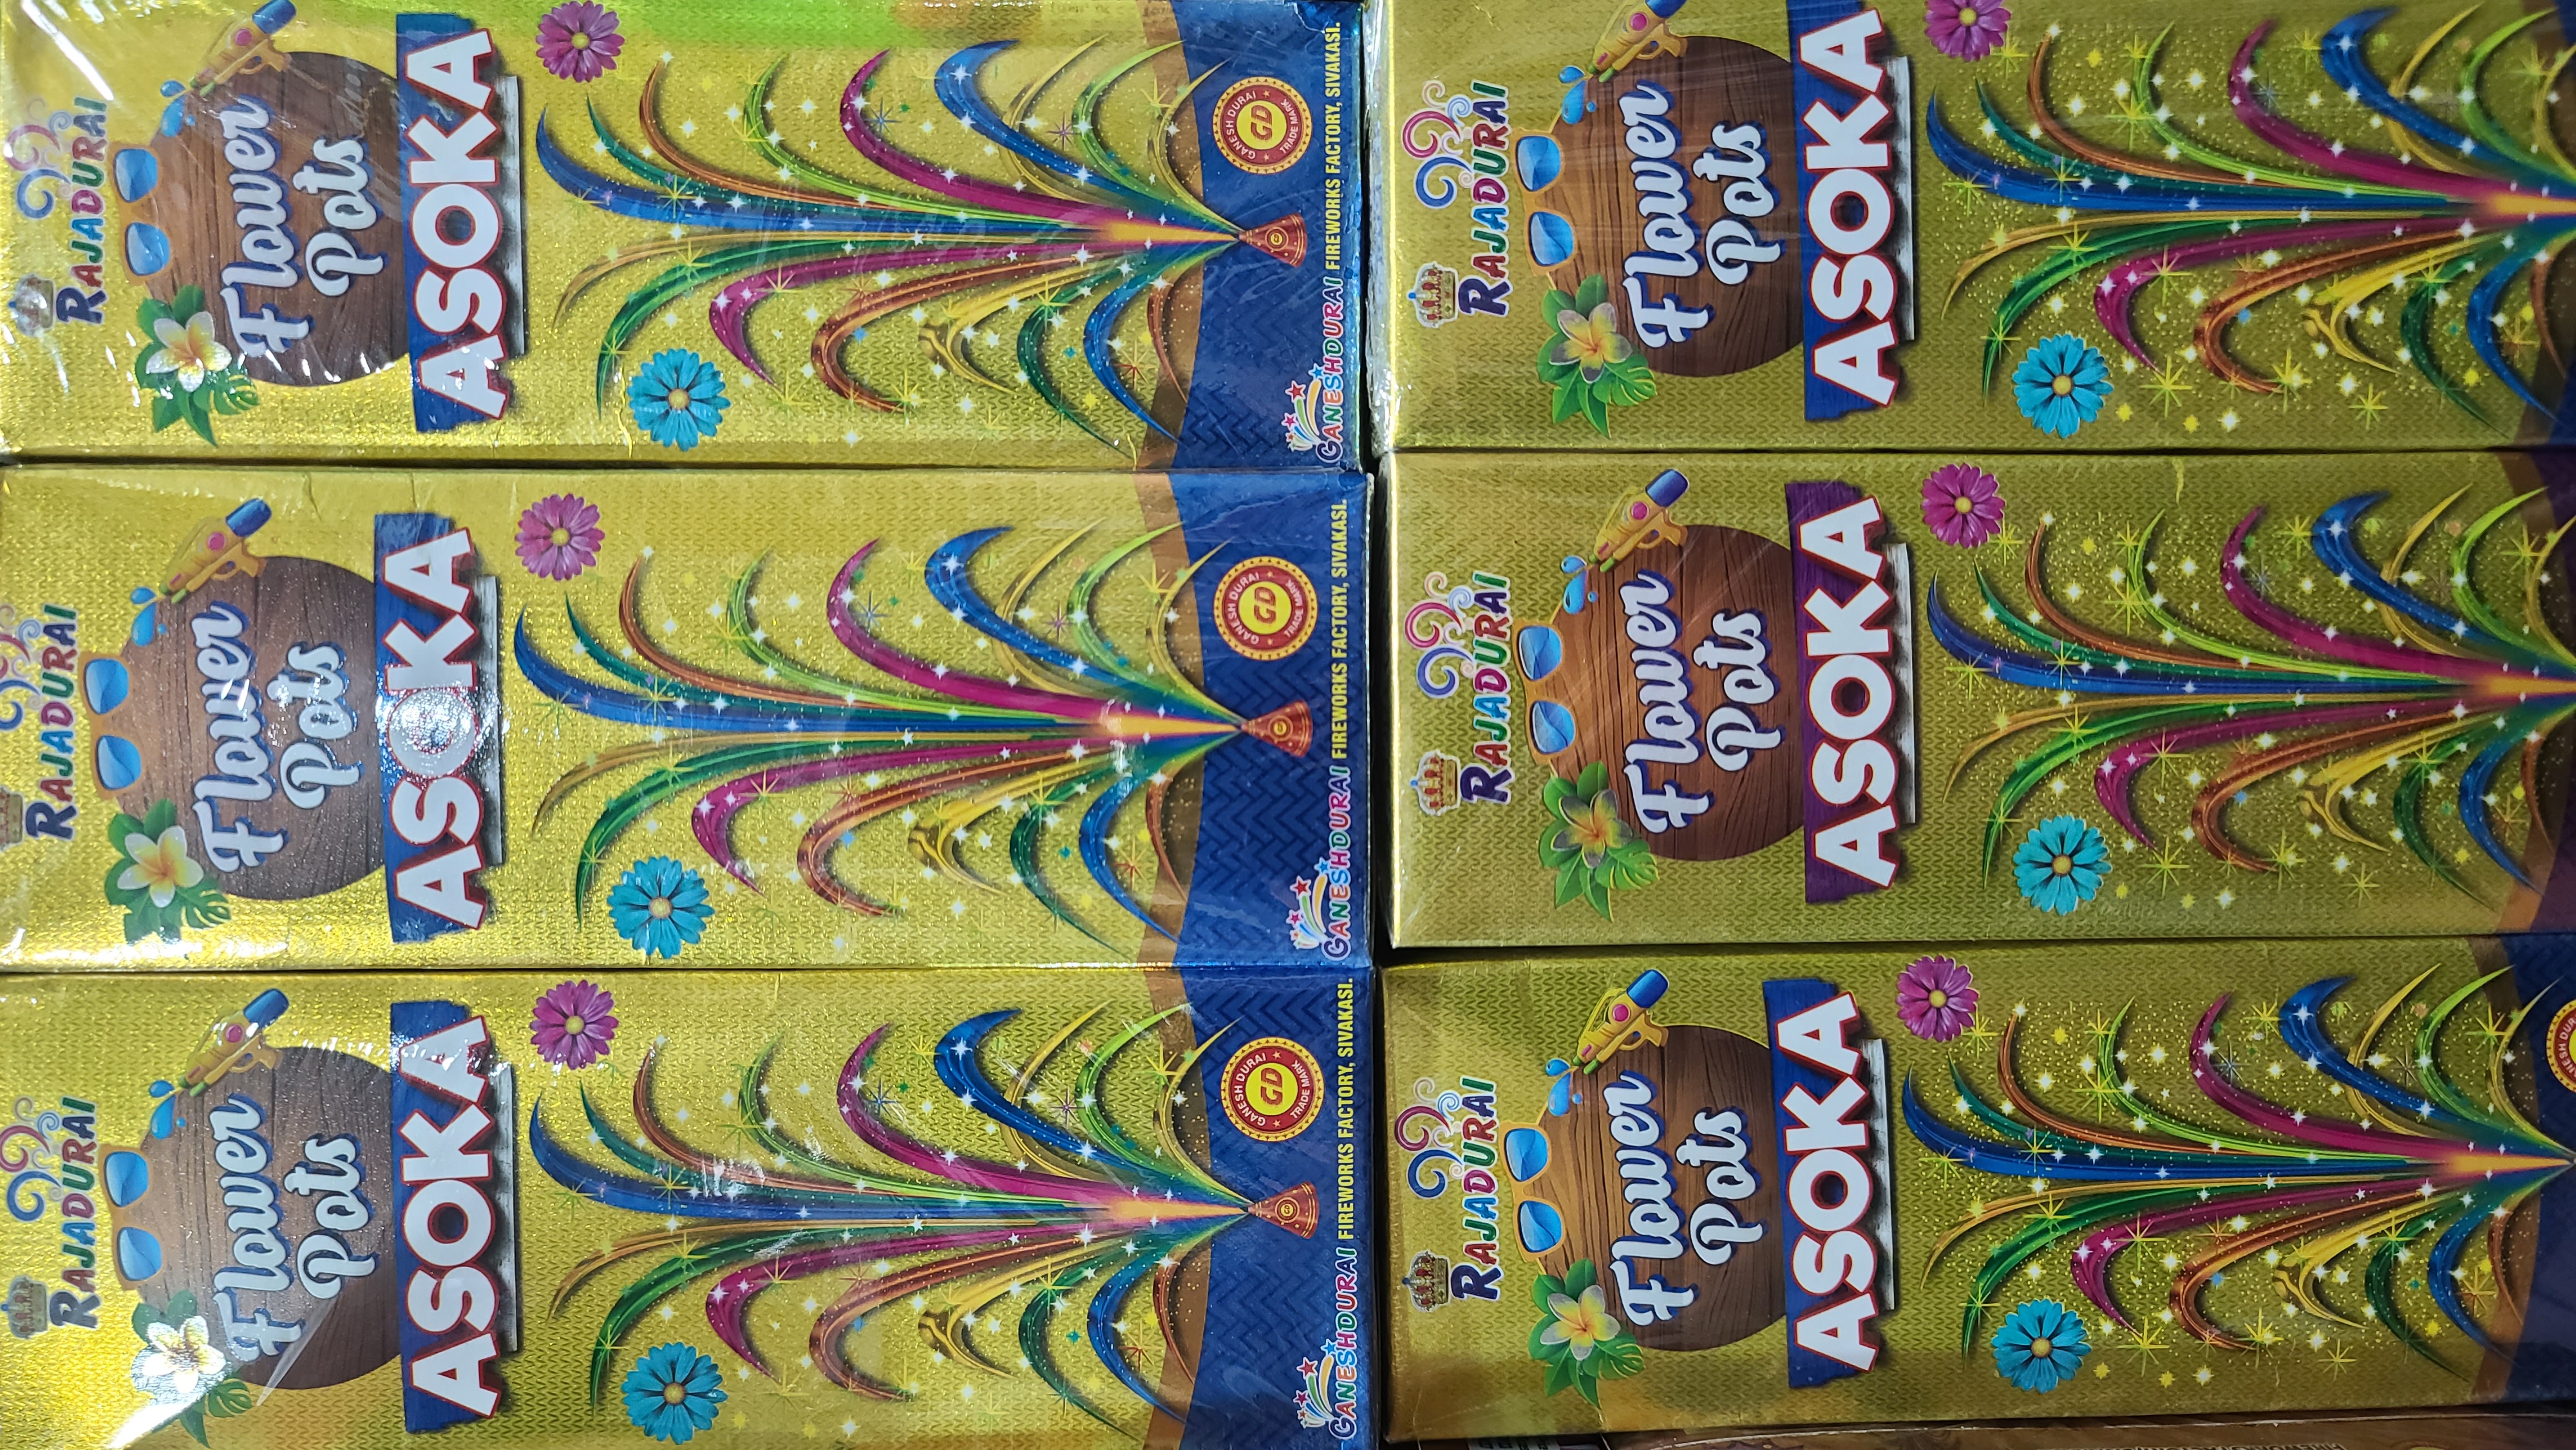 RAJADURAI
Flower
Pots
ASOKA
GANESH DURAI
GD
TRADE MARK
GANESHDURAI FIREWORKS FACTORY, SIVAKASI.
RAJADURAI
Flower
Pots
ASOKA
GANESH DURAI
GD
TRADE MARK
GANESHDURAI FIREWORKS FACTORY, SIVAKASI.
RAJADURAI
Flower
Pots
ASOKA
GANESH DURAI
GD
TRADE MARK
GANESHDURAI FIREWORKS FACTORY, SIVAKASI.
RAJADURAI
Flower
Pots
ASOKA
RAJADURAI
Flower
Pots
ASOKA
RAJADURAI
Flower
Pots
ASOKA